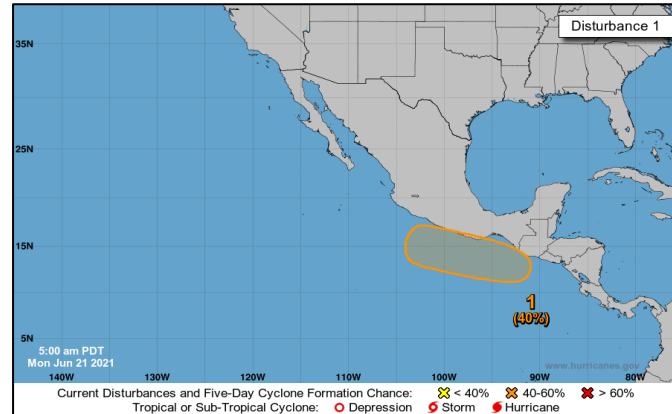 Disturbance 1
35N
25N
15N
5N
1
(40%)
5:00 am PDT
Mon Jun 21 2021
www.hurricanes.gov
140W 130W 120W 110W 100W 90W 80W
Current Disturbances and Five-Day Cyclone Formation Chance: < 40% 40-60% > 60%
Tropical or Sub-Tropical Cyclone: Depression Storm Hurricane